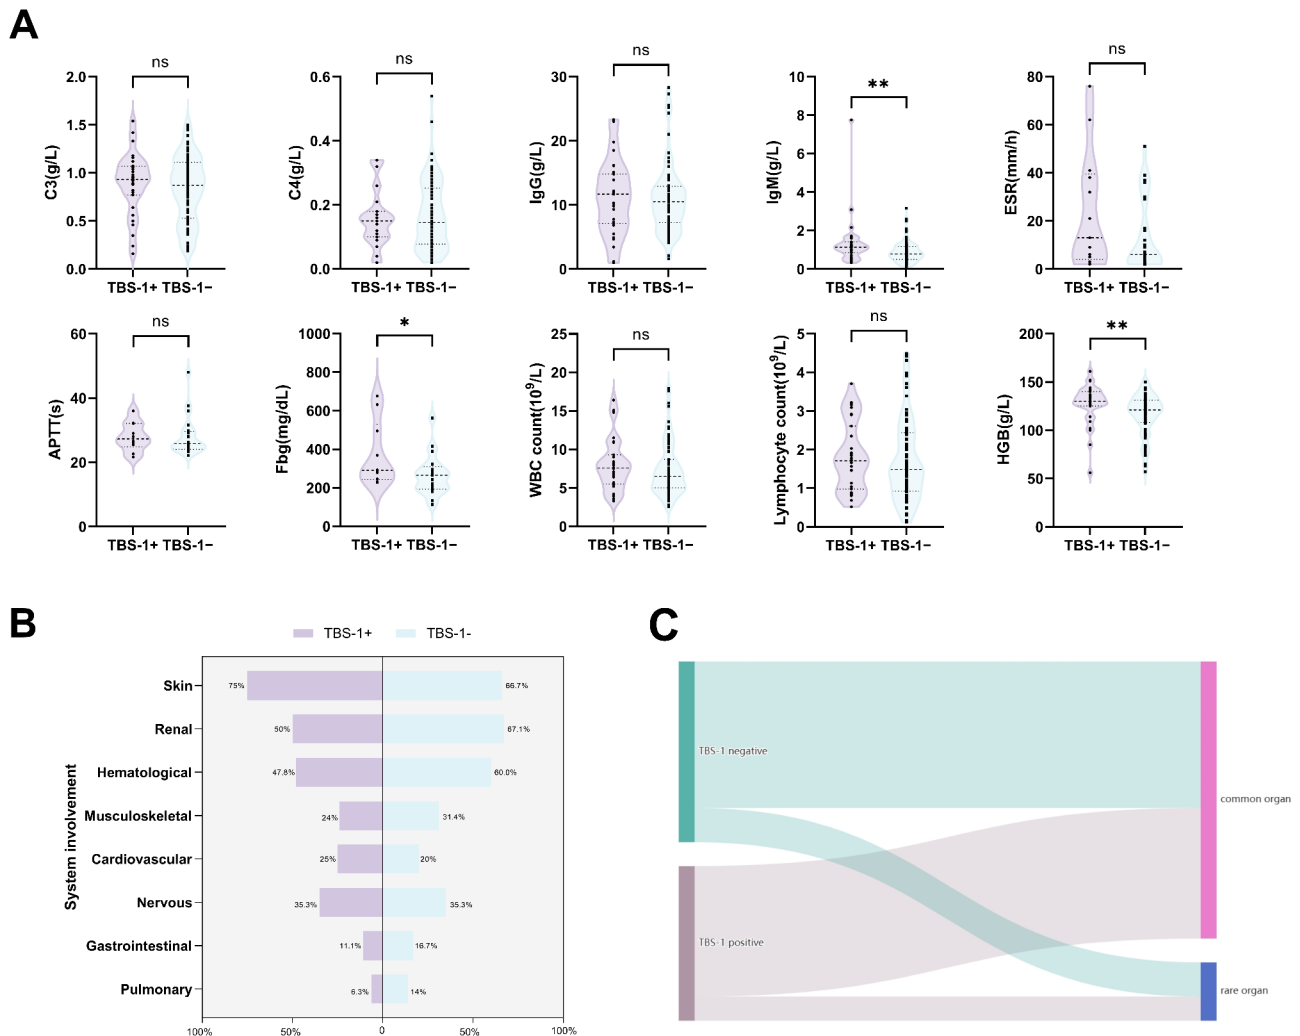 A
ns
ns
ns
**
ns
C3(g/L)
2.0
1.5
1.0
0.5
0.0
TBS-1+ TBS-1−
C4(g/L)
0.6
0.4
0.2
0.0
TBS-1+ TBS-1−
IgG(g/L)
30
20
10
0
TBS-1+ TBS-1−
IgM(g/L)
10
8
6
4
2
0
TBS-1+ TBS-1−
ESR(mm/h)
80
60
40
20
0
TBS-1+ TBS-1−
ns
*
ns
ns
**
APTT(s)
60
40
20
0
TBS-1+ TBS-1−
Fbg(mg/dL)
1000
800
600
400
200
0
TBS-1+ TBS-1−
WBC count(10⁹/L)
25
20
15
10
5
0
TBS-1+ TBS-1−
Lymphocyte count(10⁹/L)
5
4
3
2
1
0
TBS-1+ TBS-1−
HGB(g/L)
200
150
100
50
0
TBS-1+ TBS-1−
B
TBS-1+ TBS-1-
System involvement
Skin 75% 66.7%
Renal 50% 67.1%
Hematological 47.8% 60.0%
Musculoskeletal 24% 31.4%
Cardiovascular 25% 20%
Nervous 35.3% 35.3%
Gastrointestinal 11.1% 16.7%
Pulmonary 6.3% 14%
100% 50% 0 50% 100%
C
TBS-1 negative
common organ
TBS-1 positive
rare organ